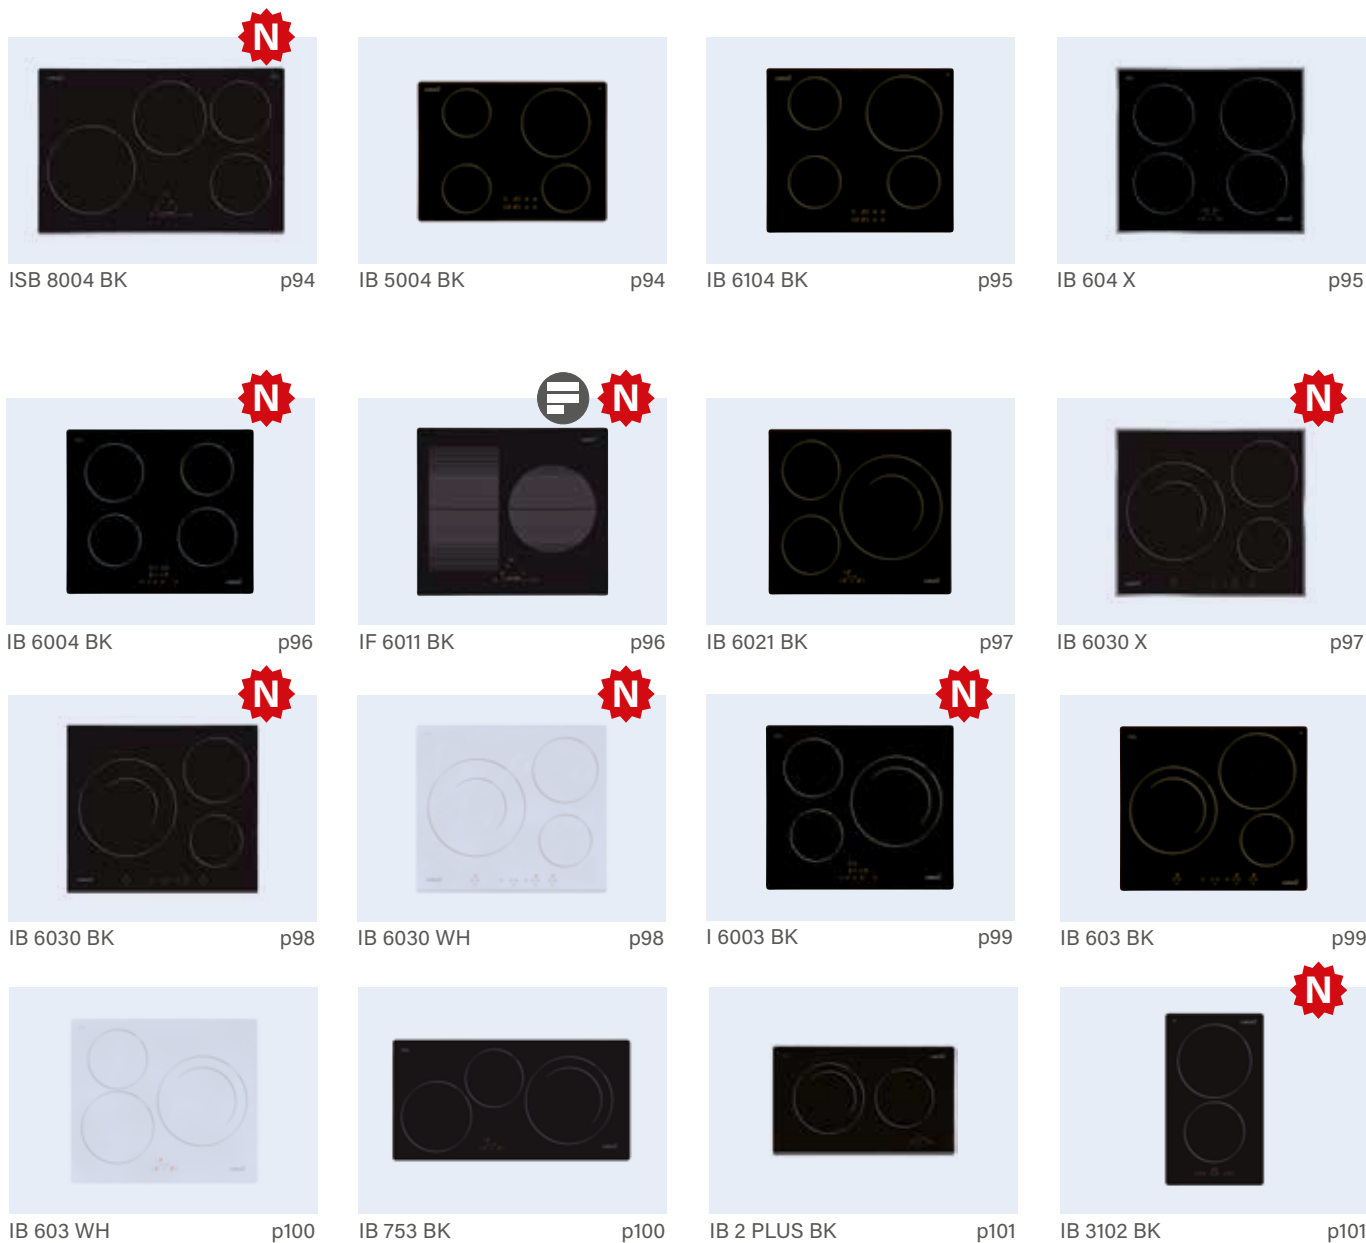 N
ISB 8004 BK p94
IB 5004 BK p94
IB 6104 BK p95
IB 604 X p95
N
N
N
IB 6004 BK p96
IF 6011 BK p96
IB 6021 BK p97
IB 6030 X p97
N
N
N
IB 6030 BK p98
IB 6030 WH p98
I 6003 BK p99
IB 603 BK p99
N
IB 603 WH p100
IB 753 BK p100
IB 2 PLUS BK p101
IB 3102 BK p101